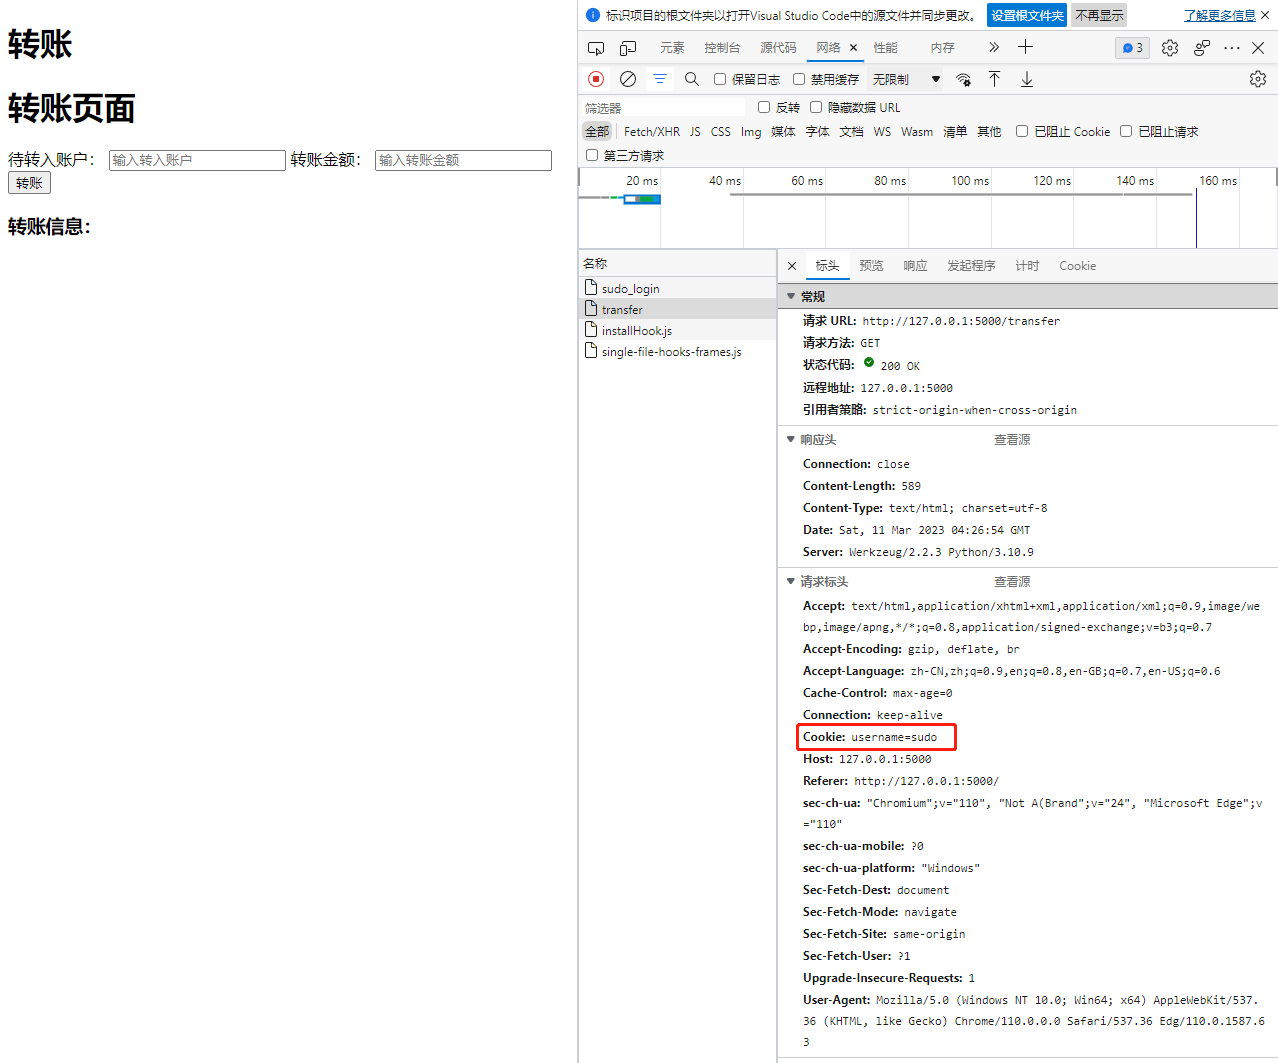 转账
转账页面
待转入账户： 输入转入账户 转账金额： 输入转账金额
转账
转账信息：
标识项目的根文件夹以打开Visual Studio Code中的源文件并同步更改。 设置根文件夹 不再显示 了解更多信息
元素 控制台 源代码 网络 性能 内存 3
保留日志 禁用缓存 无限制
筛选器 反转 隐藏数据 URL
全部 Fetch/XHR JS CSS Img 媒体 字体 文档 WS Wasm 清单 其他 已阻止 Cookie 已阻止请求
第三方请求
20 ms 40 ms 60 ms 80 ms 100 ms 120 ms 140 ms 160 ms
名称
sudo_login
transfer
installHook.js
single-file-hooks-frames.js
标头 预览 响应 发起程序 计时 Cookie
常规
请求 URL: http://127.0.0.1:5000/transfer
请求方法: GET
状态代码: 200 OK
远程地址: 127.0.0.1:5000
引用者策略: strict-origin-when-cross-origin
响应头 查看源
Connection: close
Content-Length: 589
Content-Type: text/html; charset=utf-8
Date: Sat, 11 Mar 2023 04:26:54 GMT
Server: Werkzeug/2.2.3 Python/3.10.9
请求标头 查看源
Accept: text/html,application/xhtml+xml,application/xml;q=0.9,image/we
bp,image/apng,*/*;q=0.8,application/signed-exchange;v=b3;q=0.7
Accept-Encoding: gzip, deflate, br
Accept-Language: zh-CN,zh;q=0.9,en;q=0.8,en-GB;q=0.7,en-US;q=0.6
Cache-Control: max-age=0
Connection: keep-alive
Cookie: username=sudo
Host: 127.0.0.1:5000
Referer: http://127.0.0.1:5000/
sec-ch-ua: "Chromium";v="110", "Not A(Brand";v="24", "Microsoft Edge";v
="110"
sec-ch-ua-mobile: ?0
sec-ch-ua-platform: "Windows"
Sec-Fetch-Dest: document
Sec-Fetch-Mode: navigate
Sec-Fetch-Site: same-origin
Sec-Fetch-User: ?1
Upgrade-Insecure-Requests: 1
User-Agent: Mozilla/5.0 (Windows NT 10.0; Win64; x64) AppleWebKit/537.
36 (KHTML, like Gecko) Chrome/110.0.0.0 Safari/537.36 Edg/110.0.1587.6
3